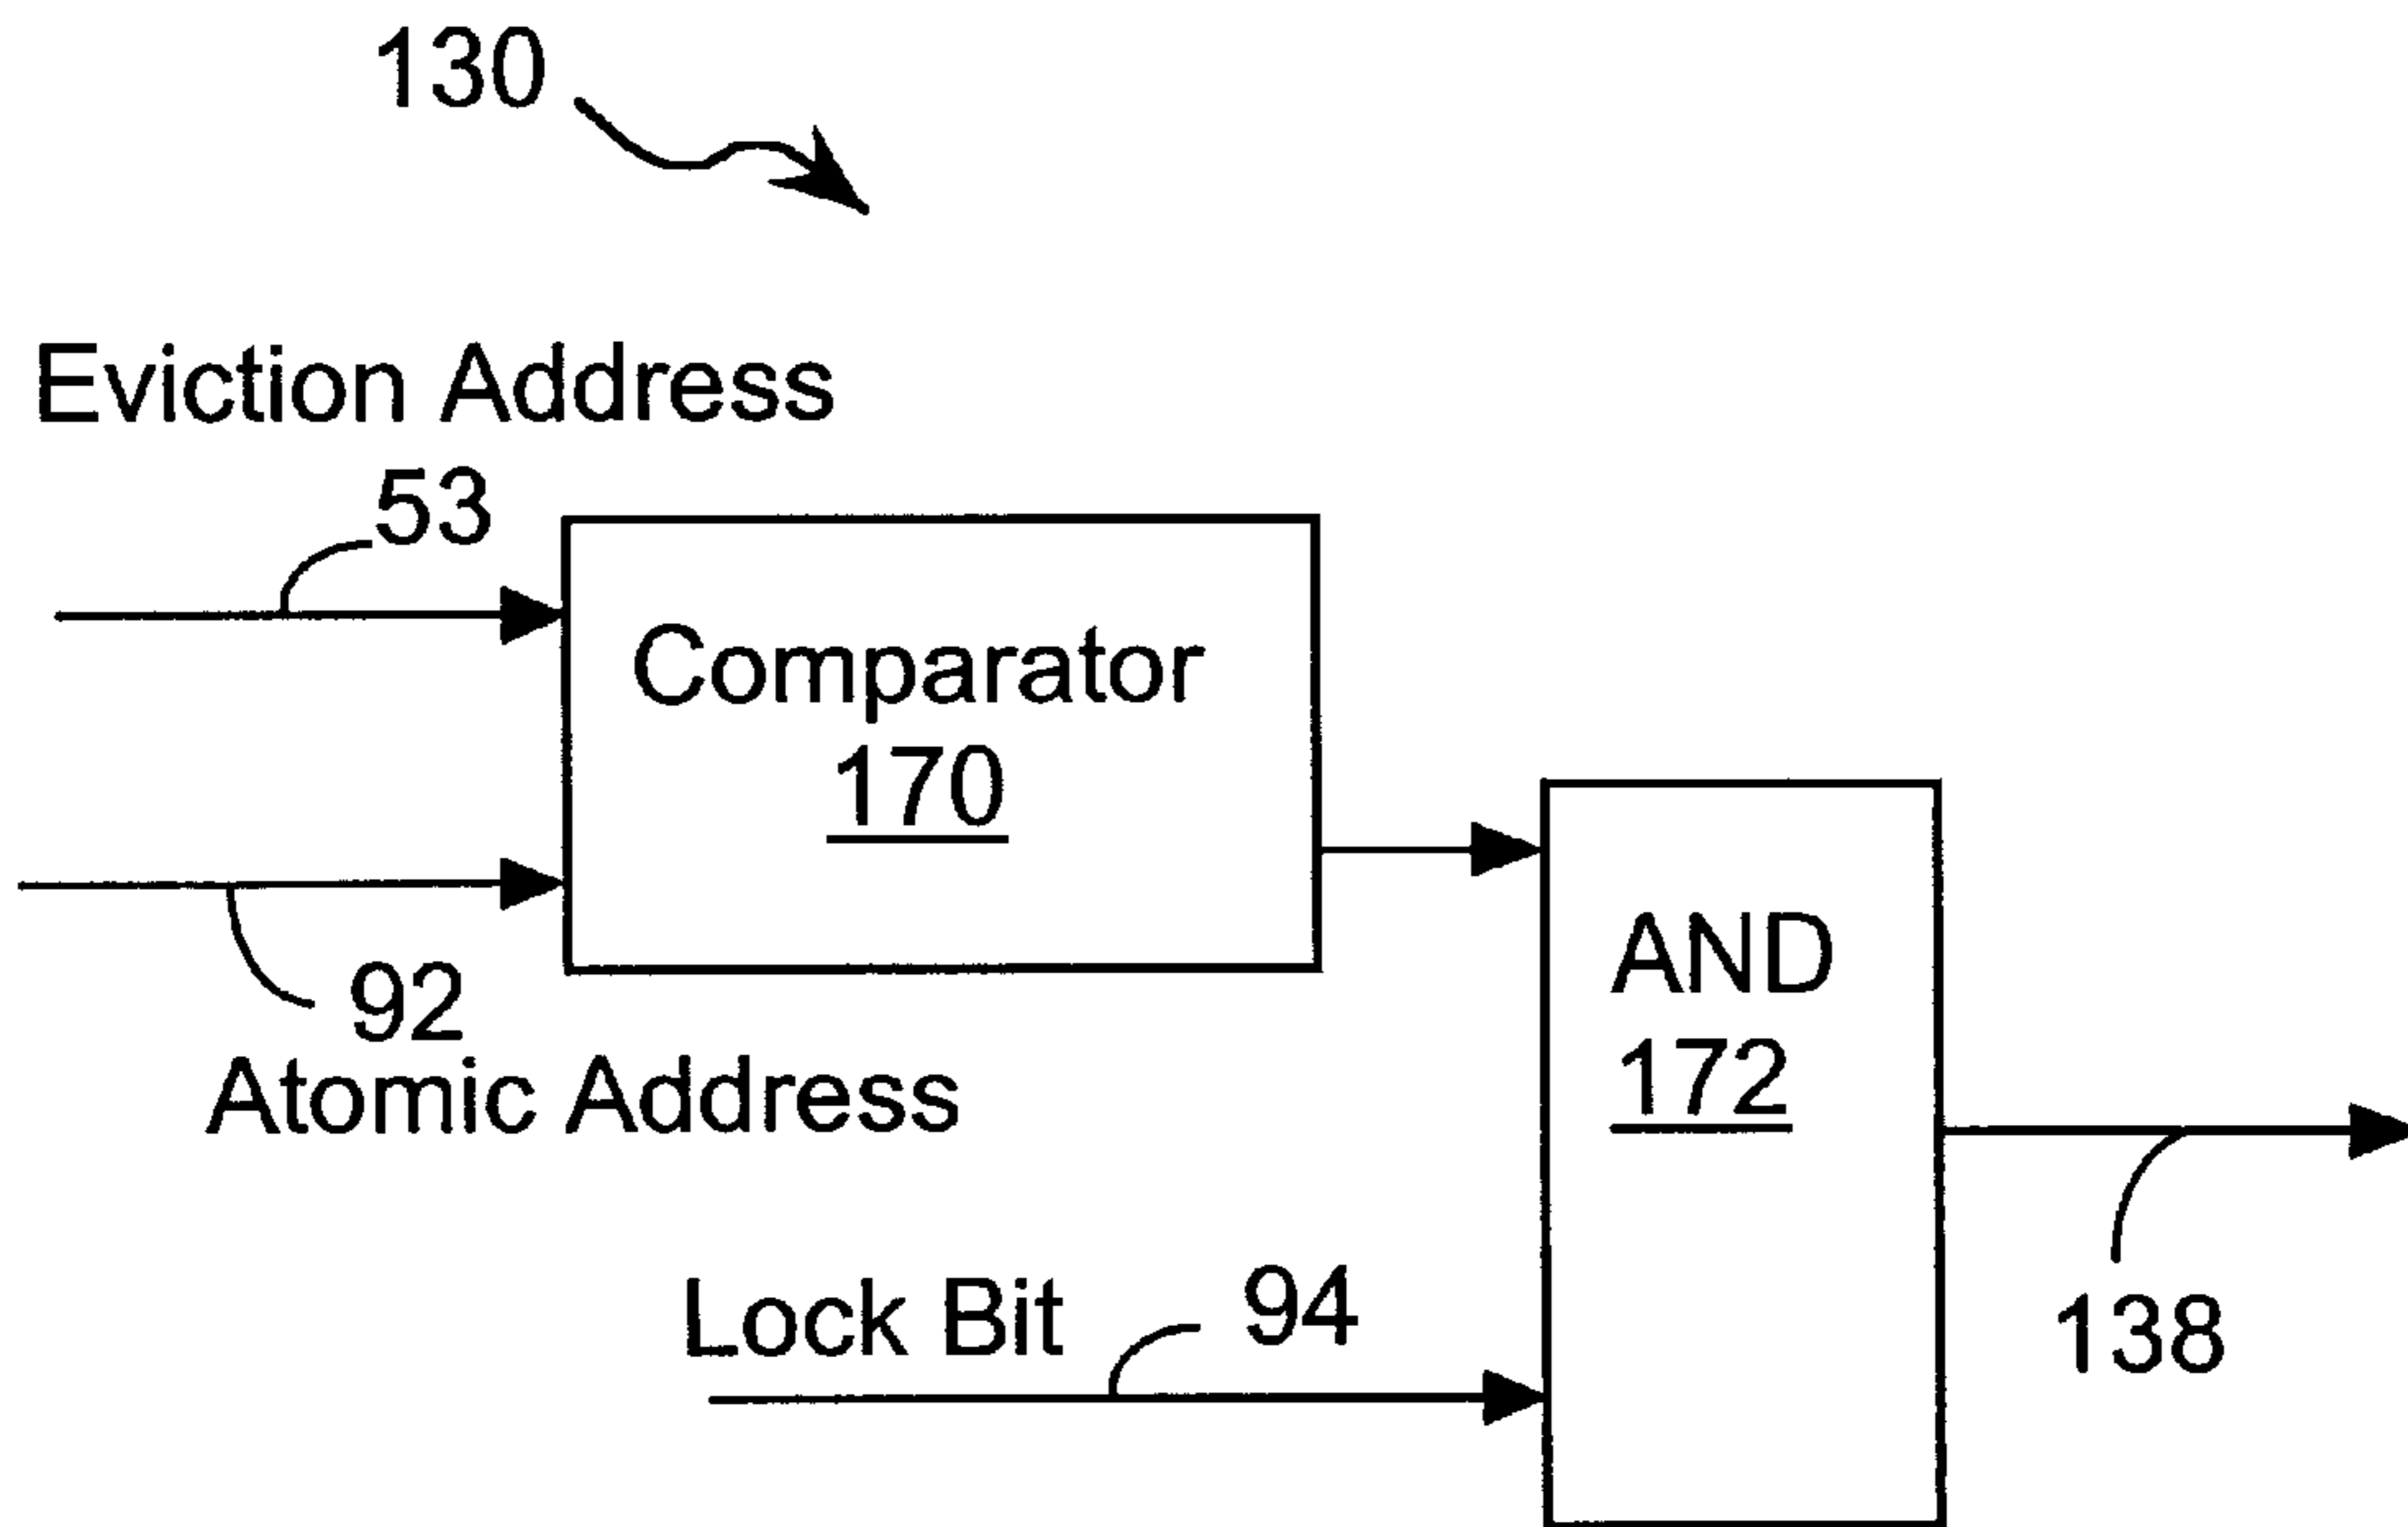 130
Eviction Address
53
Comparator
170
92
Atomic Address
AND
172
Lock Bit 94
138